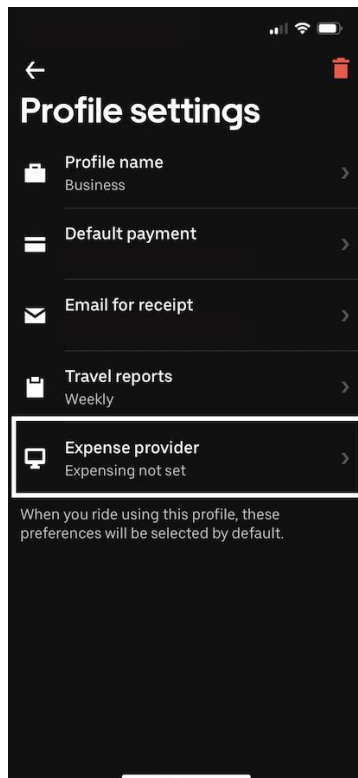 Profile settings
Profile name
Business
Default payment
Email for receipt
Travel reports
Weekly
Expense provider
Expensing not set
When you ride using this profile, these
preferences will be selected by default.